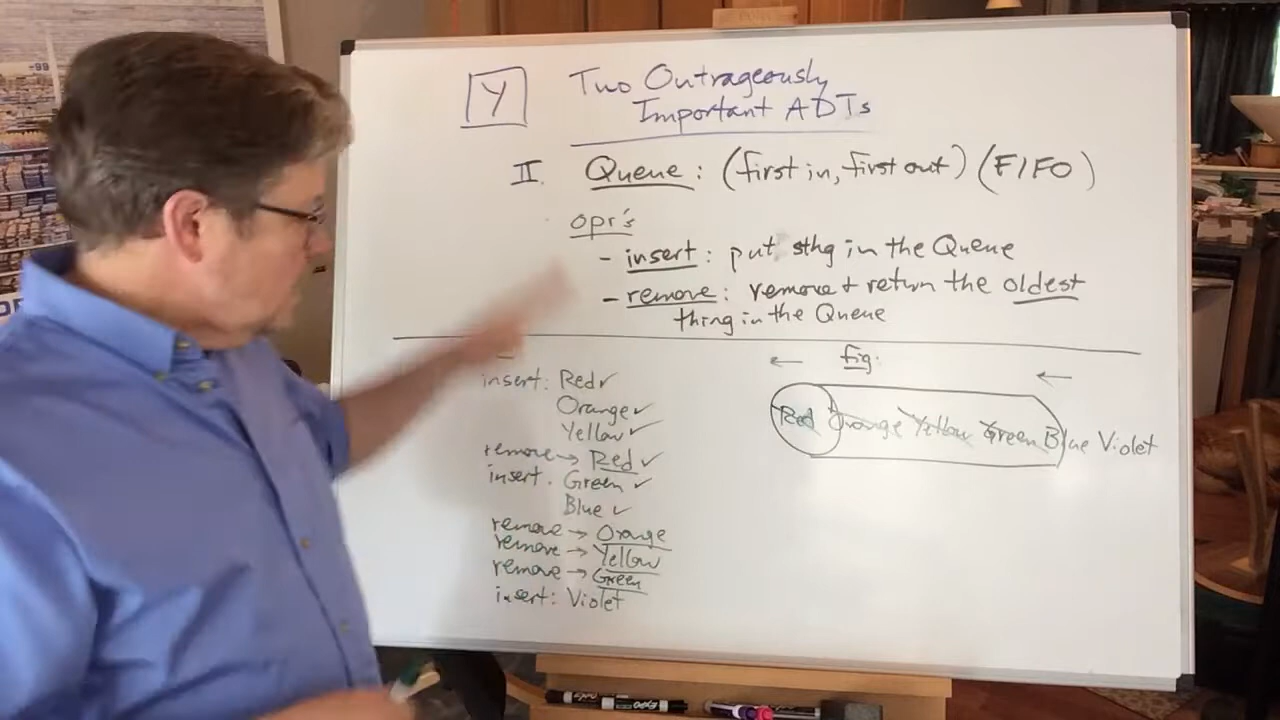 -99
Y
Two Outrageously
Important ADTs
II. Queue: (first in, first out) (FIFO)
opr's
- insert: put sthg in the Queue
- remove: remove + return the oldest
thing in the Queue
insert: Red ✓
Orange ✓
Yellow ✓
remove → Red ✓
insert. Green ✓
Blue ✓
remove → Orange
remove → Yellow
remove → Green
insert: Violet
← fig. ←
Red Orange Yellow Green Blue Violet
EXPO